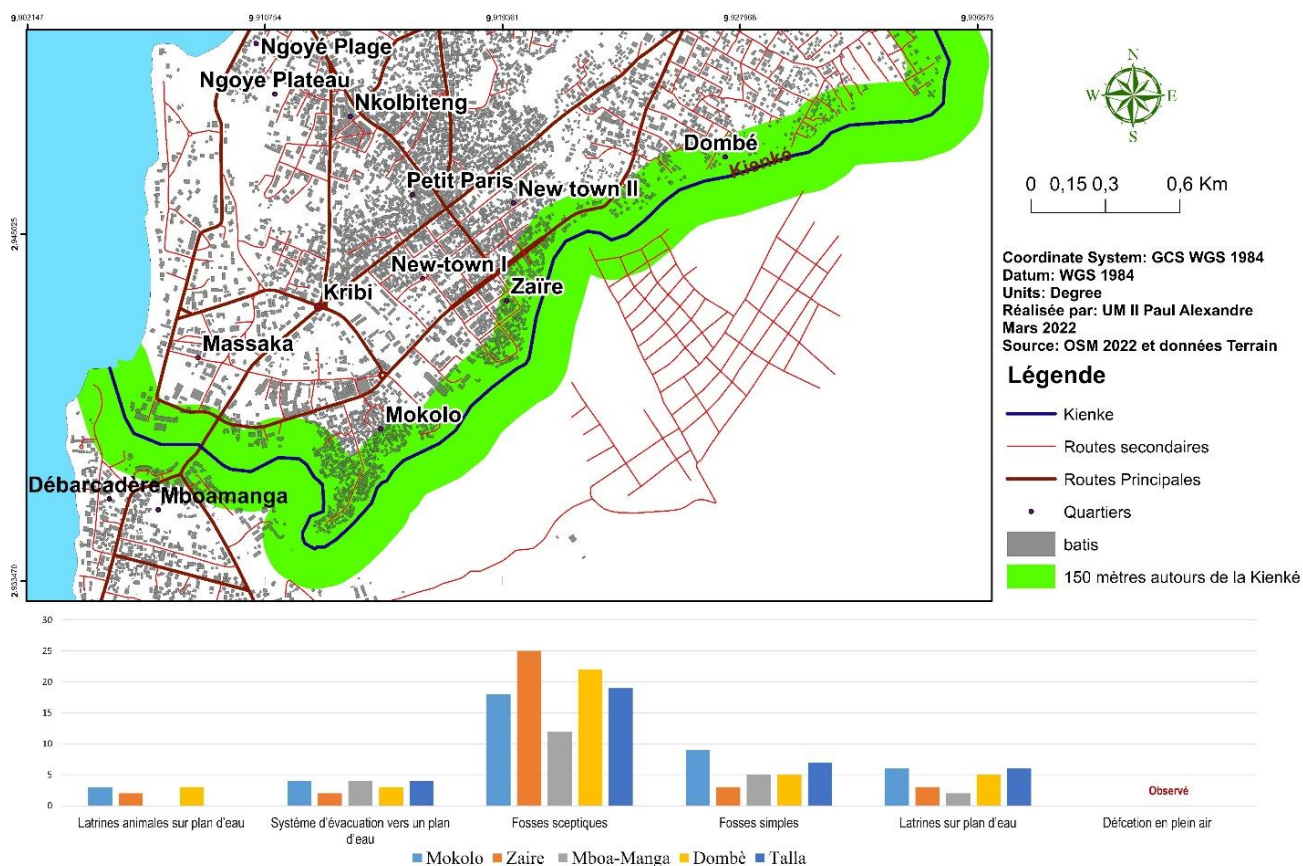 9.902147 9.910754 9.919361 9.927968 9.936576
Ngoyé Plage
Ngoye Plateau
Nkolbiteng
Dombé
Kienké
Petit Paris
New town II
2.948025
New-town I
Zaïre
Kribi
Massaka
Mokolo
Débarcadère
Mboamanga
2.933470
N
W E
S
0 0,15 0,3 0,6 Km
Coordinate System: GCS WGS 1984
Datum: WGS 1984
Units: Degree
Réalisée par: UM II Paul Alexandre
Mars 2022
Source: OSM 2022 et données Terrain
Légende
Kienke
Routes secondaires
Routes Principales
Quartiers
batis
150 mètres autours de la Kienké
30
25
20
15
10
5
0
Observé
Latrines animales sur plan d'eau
Système d'évacuation vers un plan
d'eau
Fosses sceptiques
Fosses simples
Latrines sur plan d'eau
Défcetion en plein air
Mokolo Zaire Mboa-Manga Dombè Talla